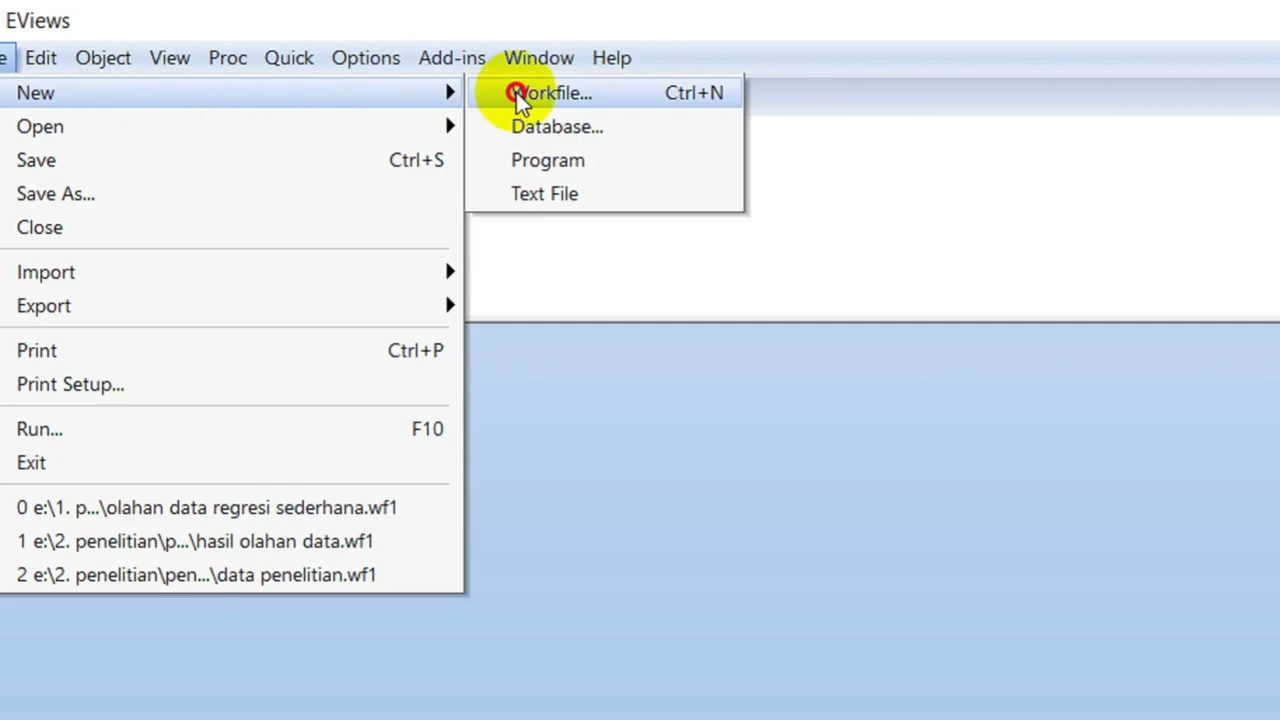 EViews
e Edit Object View Proc Quick Options Add-ins Window Help
New
Open
Save Ctrl+S
Save As...
Close
Import
Export
Print Ctrl+P
Print Setup...
Run... F10
Exit
0 e:\1. p...\olahan data regresi sederhana.wf1
1 e:\2. penelitian\p...\hasil olahan data.wf1
2 e:\2. penelitian\pen...\data penelitian.wf1
Workfile... Ctrl+N
Database...
Program
Text File